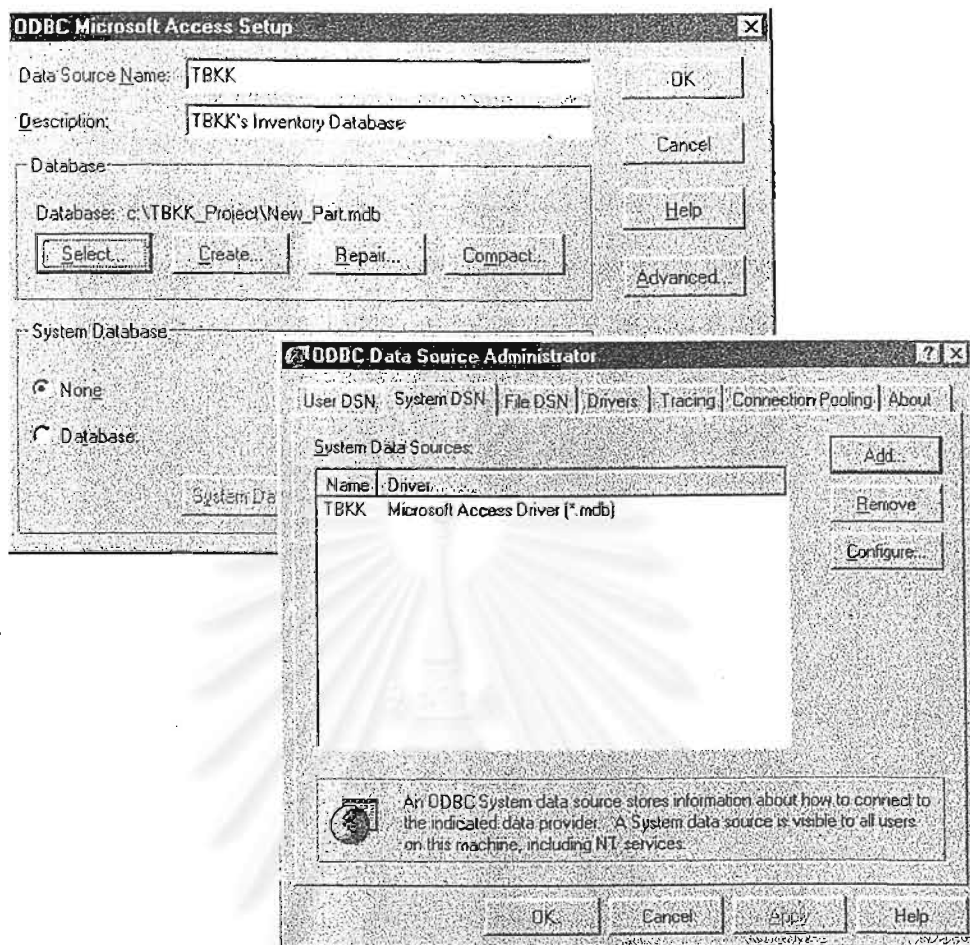 ODBC Microsoft Access Setup
Data Source Name: TBKK
OK
Description: TBKK's Inventory Database
Cancel
Database
Database: c:\TBKK_Project\New_Part.mdb
Help
Select... Create... Repair... Compact...
Advanced...
System Database
None
Database:
System Da
ODBC Data Source Administrator
User DSN System DSN File DSN Drivers Tracing Connection Pooling About
System Data Sources:
Add...
Name Driver
TBKK Microsoft Access Driver (*.mdb)
Remove
Configure...
An ODBC System data source stores information about how to connect to
the indicated data provider. A System data source is visible to all users
on this machine, including NT services.
OK Cancel Apply Help